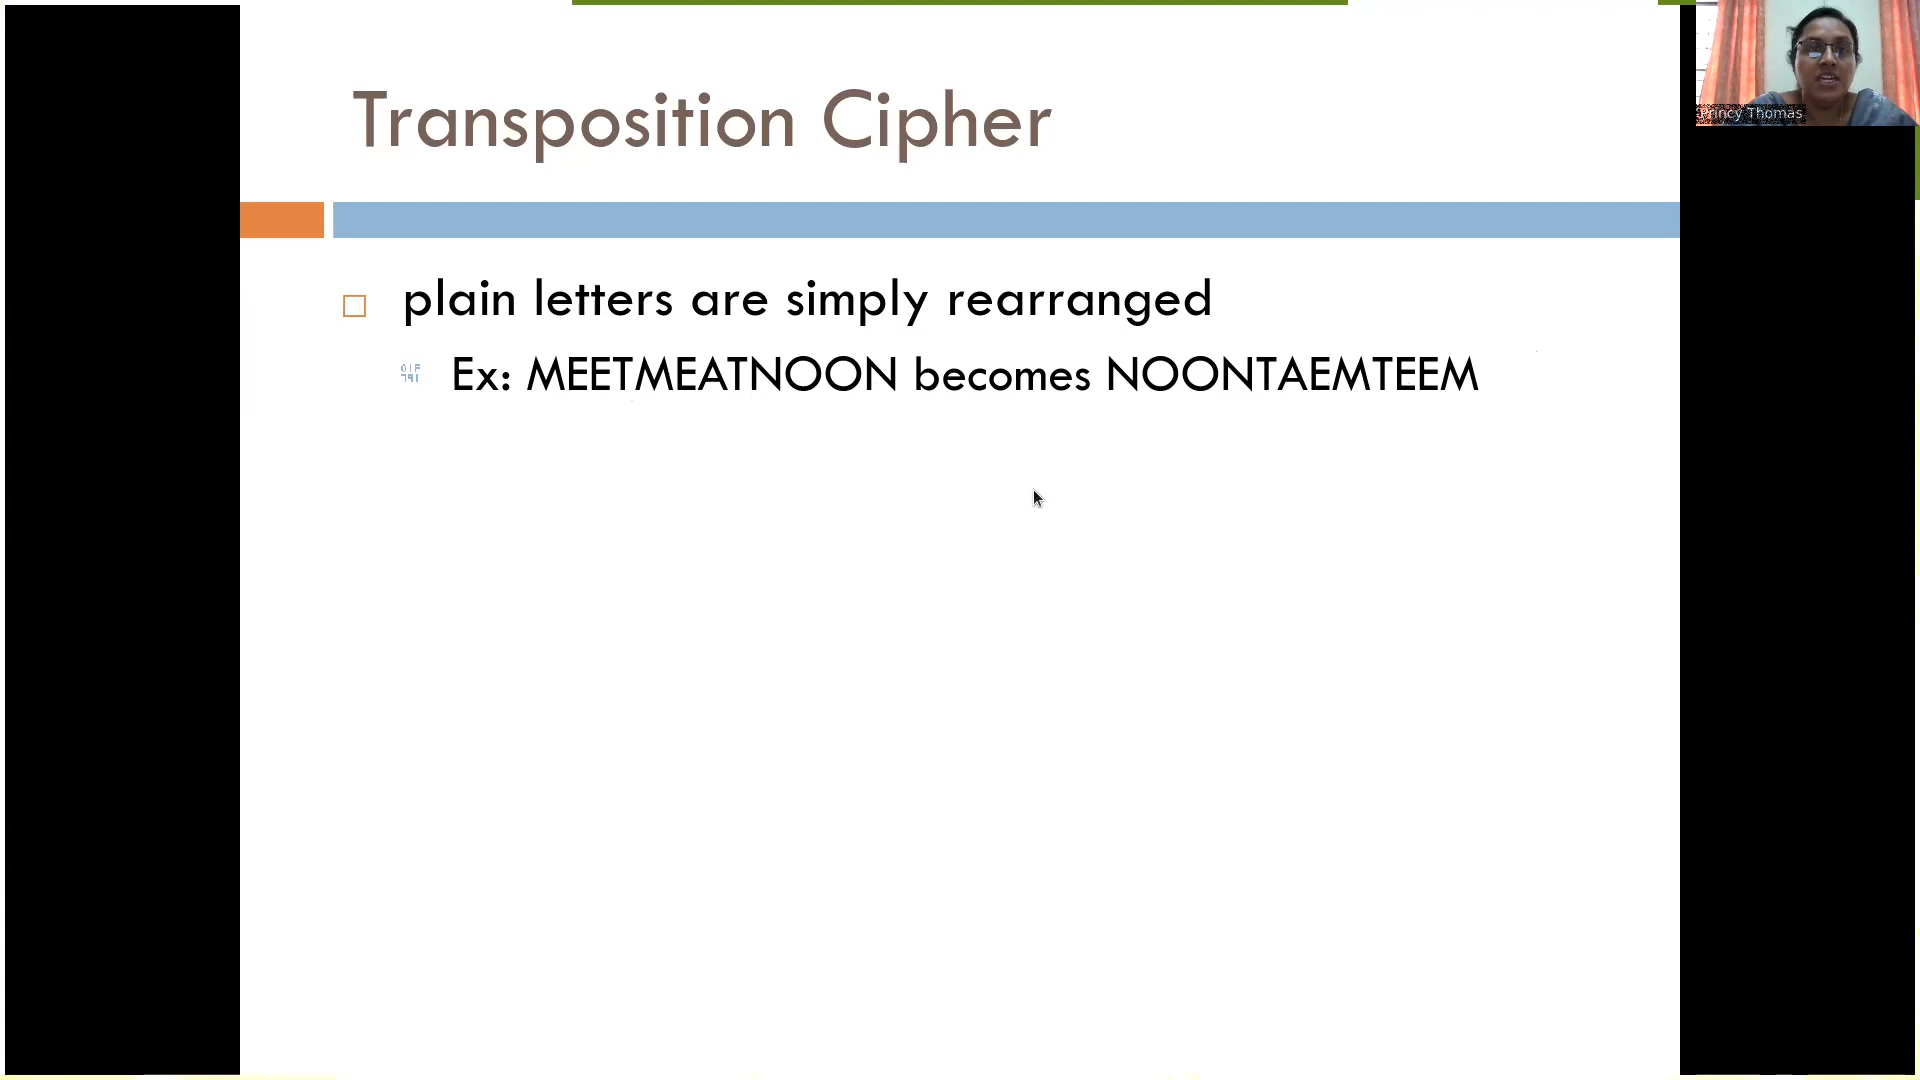 Transposition Cipher
plain letters are simply rearranged
Ex: MEETMEATNOON becomes NOONTAEMTEEM
Princy Thomas